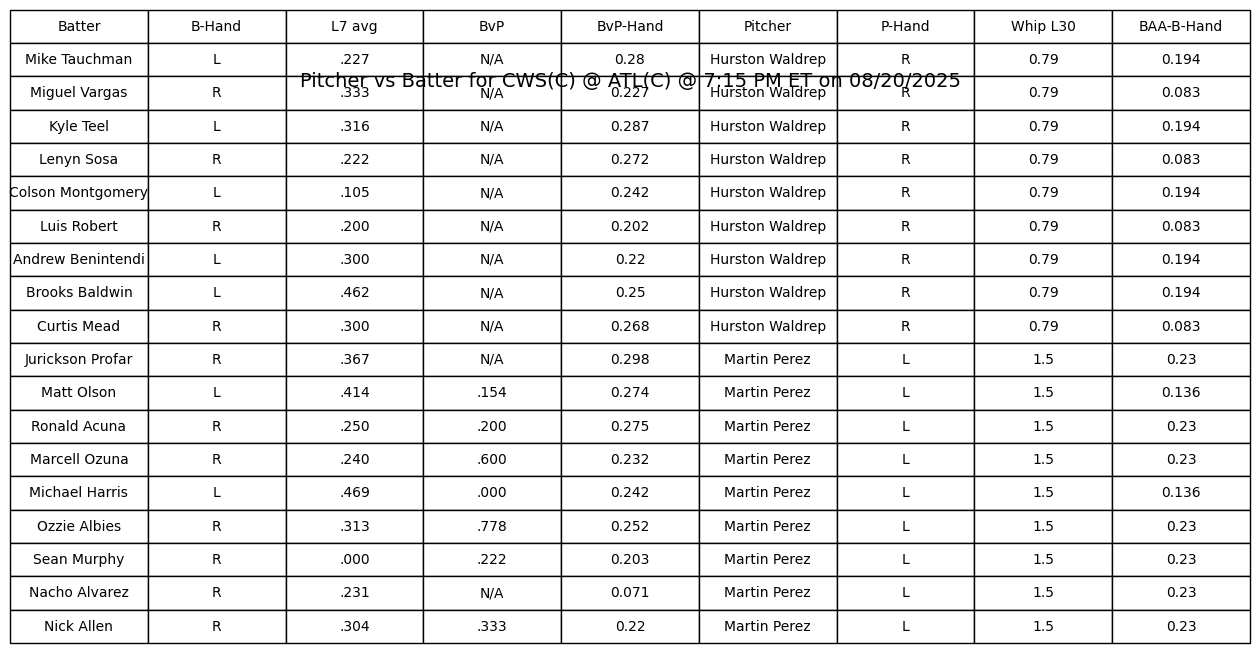 Batter B-Hand L7 avg BvP BvP-Hand Pitcher P-Hand Whip L30 BAA-B-Hand
Mike Tauchman L .227 N/A 0.28 Hurston Waldrep R 0.79 0.194
Pitcher vs Batter for CWS(C) @ ATL(C) @ 7:15 PM ET on 08/20/2025
Miguel Vargas R .333 N/A 0.227 Hurston Waldrep R 0.79 0.083
Kyle Teel L .316 N/A 0.287 Hurston Waldrep R 0.79 0.194
Lenyn Sosa R .222 N/A 0.272 Hurston Waldrep R 0.79 0.083
Colson Montgomery L .105 N/A 0.242 Hurston Waldrep R 0.79 0.194
Luis Robert R .200 N/A 0.202 Hurston Waldrep R 0.79 0.083
Andrew Benintendi L .300 N/A 0.22 Hurston Waldrep R 0.79 0.194
Brooks Baldwin L .462 N/A 0.25 Hurston Waldrep R 0.79 0.194
Curtis Mead R .300 N/A 0.268 Hurston Waldrep R 0.79 0.083
Jurickson Profar R .367 N/A 0.298 Martin Perez L 1.5 0.23
Matt Olson L .414 .154 0.274 Martin Perez L 1.5 0.136
Ronald Acuna R .250 .200 0.275 Martin Perez L 1.5 0.23
Marcell Ozuna R .240 .600 0.232 Martin Perez L 1.5 0.23
Michael Harris L .469 .000 0.242 Martin Perez L 1.5 0.136
Ozzie Albies R .313 .778 0.252 Martin Perez L 1.5 0.23
Sean Murphy R .000 .222 0.203 Martin Perez L 1.5 0.23
Nacho Alvarez R .231 N/A 0.071 Martin Perez L 1.5 0.23
Nick Allen R .304 .333 0.22 Martin Perez L 1.5 0.23